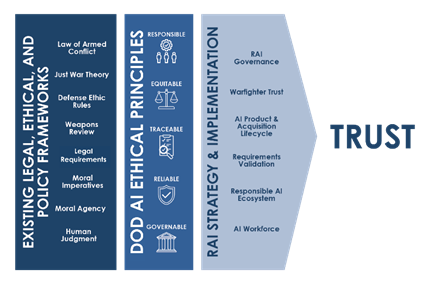 EXISTING LEGAL, ETHICAL, AND
POLICY FRAMEWORKS
Law of Armed
Conflict
Just War Theory
Defense Ethic
Rules
Weapons
Review
Legal
Requirements
Moral
Imperatives
Moral Agency
Human
Judgment
DOD AI ETHICAL PRINCIPLES
RESPONSIBLE
EQUITABLE
TRACEABLE
RELIABLE
GOVERNABLE
RAI STRATEGY & IMPLEMENTATION
RAI
Governance
Warfighter Trust
AI Product &
Acquisition
Lifecycle
Requirements
Validation
Responsible AI
Ecosystem
AI Workforce
TRUST